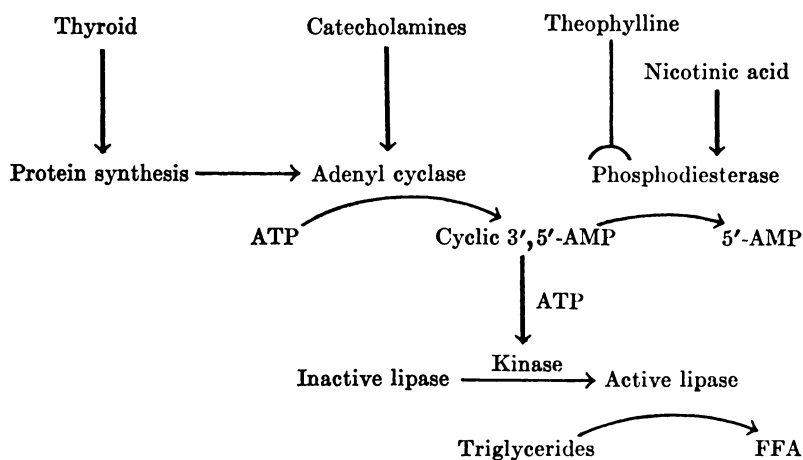 Thyroid Catecholamines Theophylline
Nicotinic acid
Protein synthesis Adenyl cyclase Phosphodiesterase
ATP Cyclic 3′,5′-AMP 5′-AMP
ATP
Kinase
Inactive lipase Active lipase
Triglycerides FFA